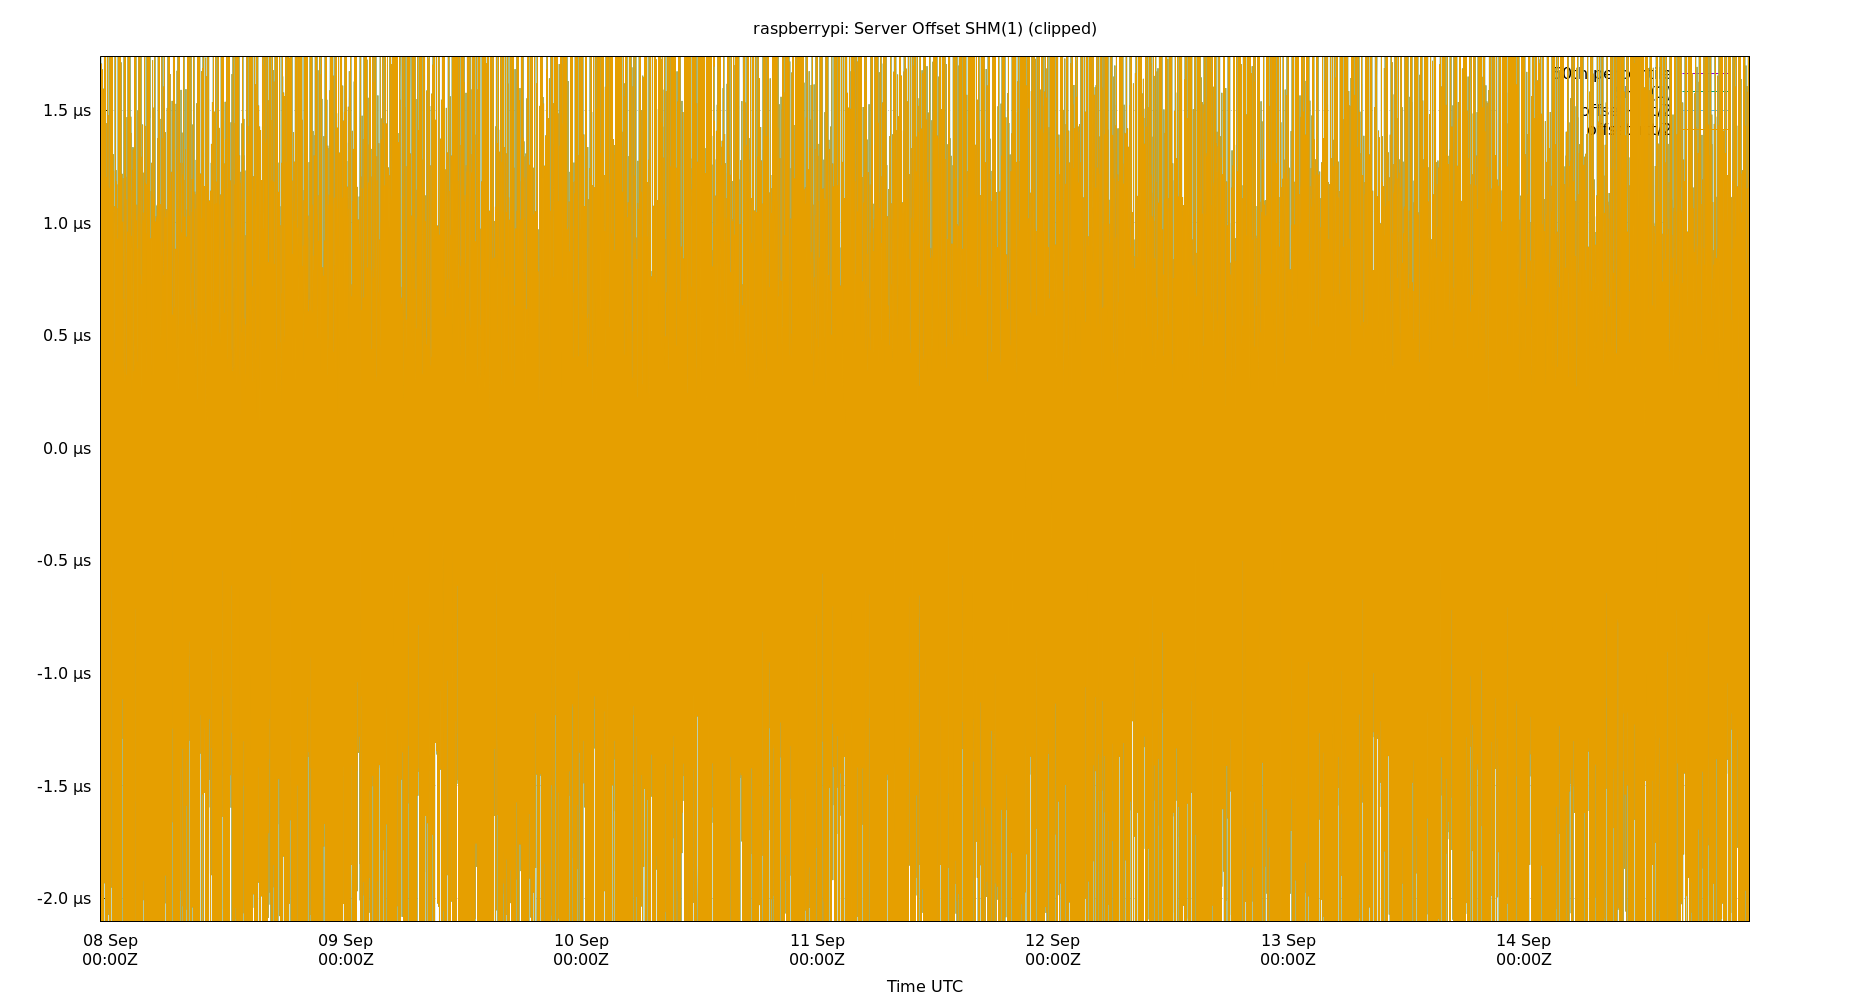 raspberrypi: Server Offset SHM(1) (clipped)
1.5 µs
1.0 µs
0.5 µs
0.0 µs
-0.5 µs
-1.0 µs
-1.5 µs
-2.0 µs
08 Sep 09 Sep 10 Sep 11 Sep 12 Sep 13 Sep 14 Sep
00:00Z 00:00Z 00:00Z 00:00Z 00:00Z 00:00Z 00:00Z
Time UTC